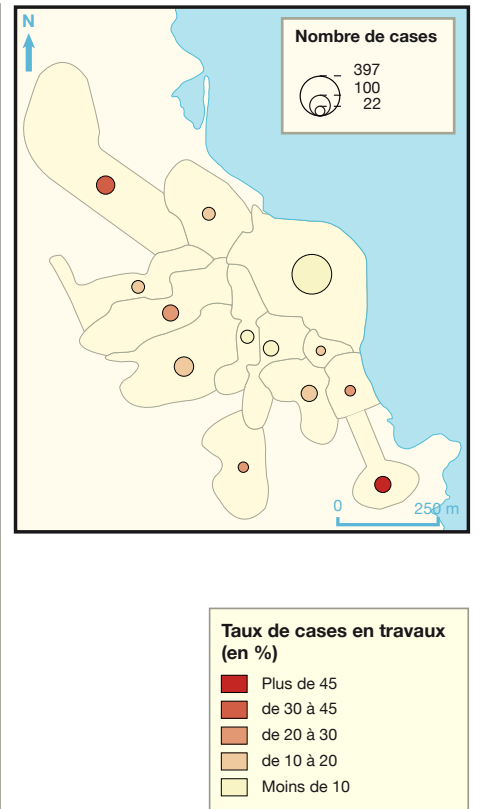 N
Nombre de cases
397
100
22
0
250 m
Taux de cases en travaux
(en %)
Plus de 45
de 30 à 45
de 20 à 30
de 10 à 20
Moins de 10